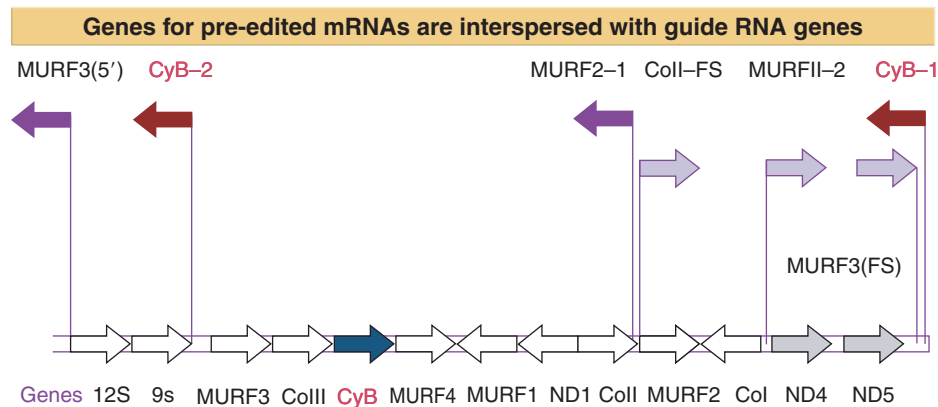 Genes for pre-edited mRNAs are interspersed with guide RNA genes
MURF3(5′) CyB–2 MURF2–1 CoII–FS MURFII–2 CyB–1
MURF3(FS)
Genes 12S 9s MURF3 CoIII CyB MURF4 MURF1 ND1 CoII MURF2 CoI ND4 ND5